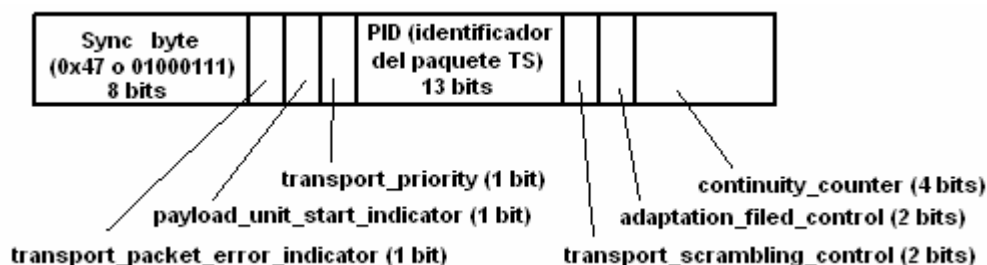 Sync byte
(0x47 o 01000111)
8 bits
PID (identificador
del paquete TS)
13 bits
transport_priority (1 bit)
continuity_counter (4 bits)
payload_unit_start_indicator (1 bit)
adaptation_filed_control (2 bits)
transport_packet_error_indicator (1 bit)
transport_scrambling_control (2 bits)